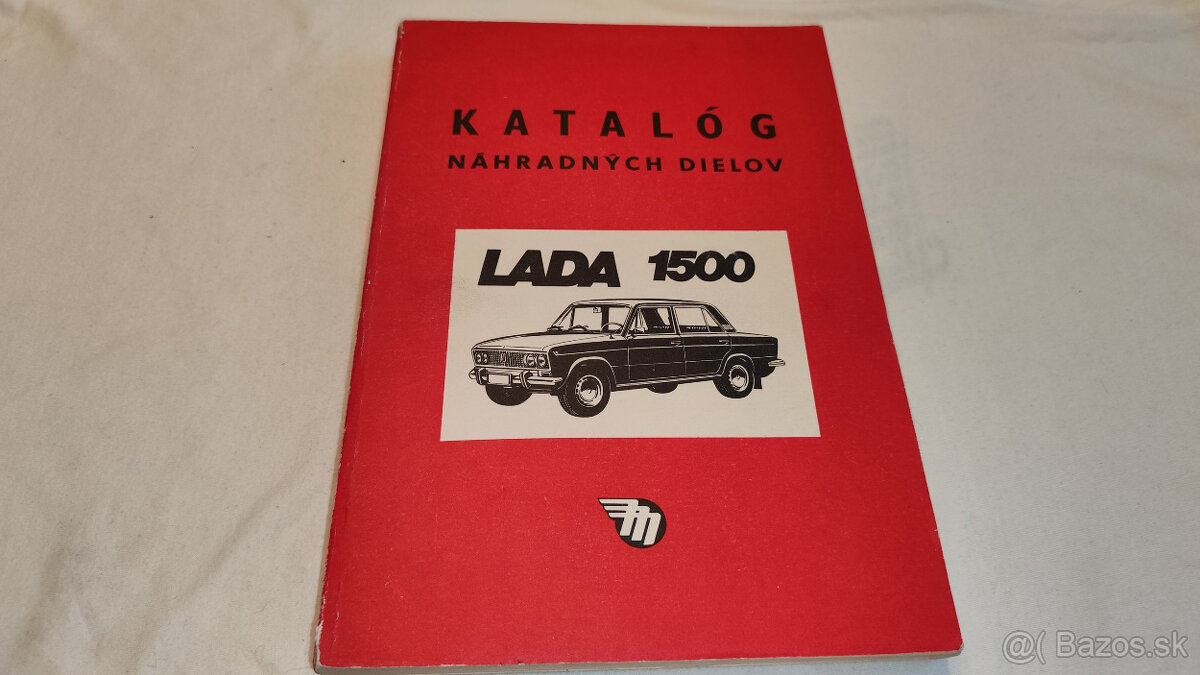 KATALÓG
NÁHRADNÝCH DIELOV
LADA 1500
@( Bazos.sk